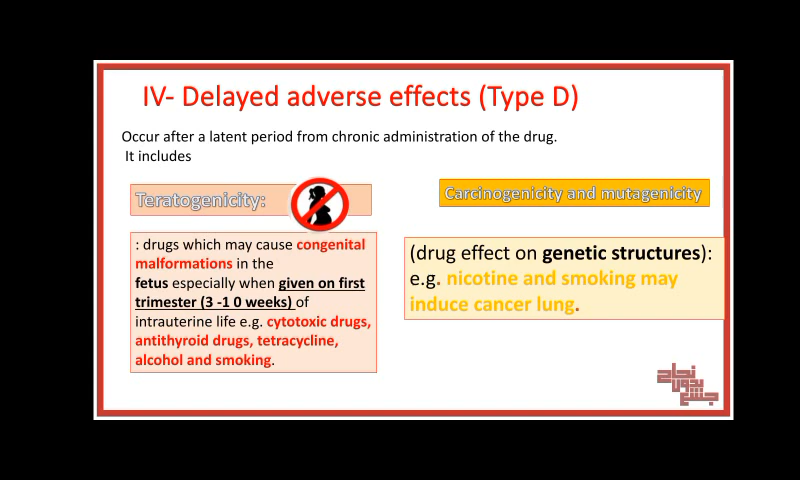 IV- Delayed adverse effects (Type D)
Occur after a latent period from chronic administration of the drug.
It includes
Teratogenicity:
: drugs which may cause congenital
malformations in the
fetus especially when given on first
trimester (3 -1 0 weeks) of
intrauterine life e.g. cytotoxic drugs,
antithyroid drugs, tetracycline,
alcohol and smoking.
Carcinogenicity and mutagenicity
(drug effect on genetic structures):
e.g. nicotine and smoking may
induce cancer lung.
نجاح
بدون
جشع